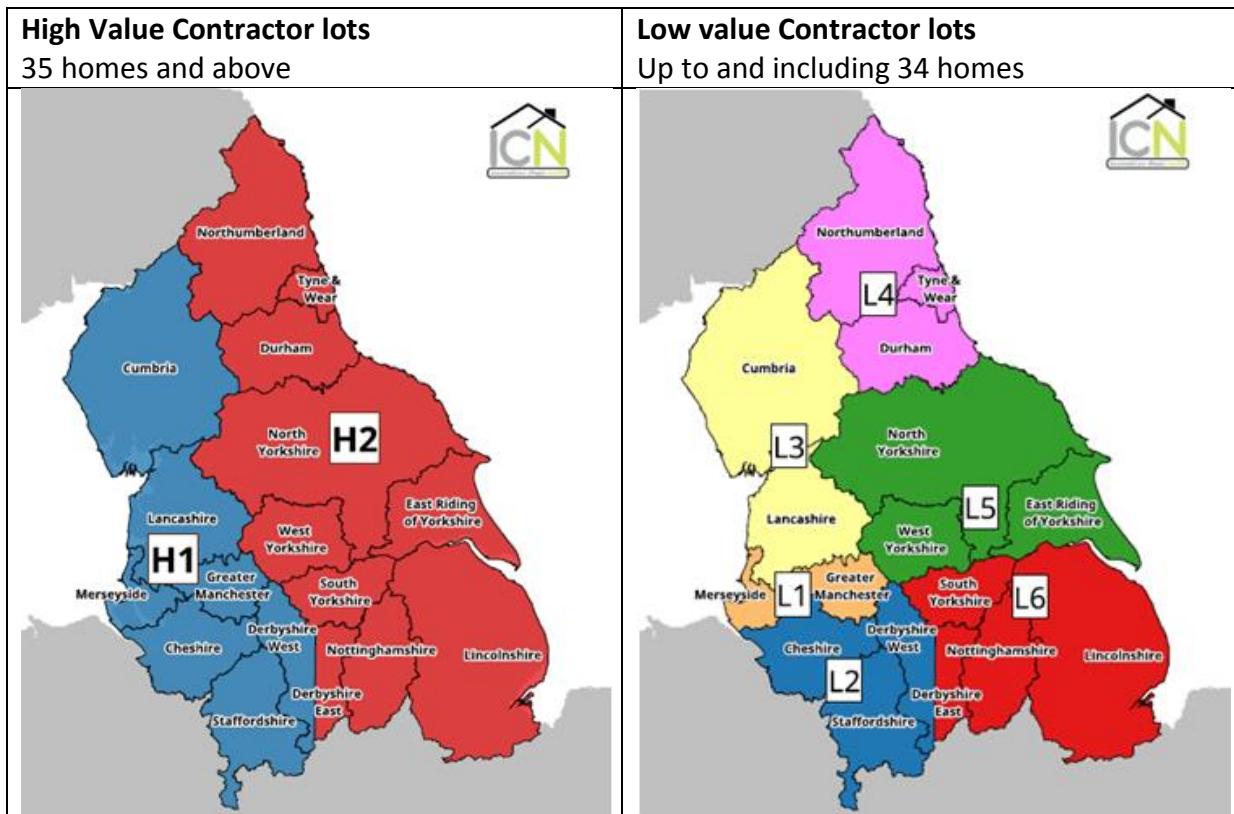 High Value Contractor lots
35 homes and above
Low value Contractor lots
Up to and including 34 homes
ICN
Northumberland
Tyne &
Wear
Durham
Cumbria
North
Yorkshire
H2
East Riding
of Yorkshire
Lancashire
West
Yorkshire
H1
Greater
Manchester
South
Yorkshire
Merseyside
Cheshire
Derbyshire
West
Nottinghamshire
Lincolnshire
Derbyshire
East
Staffordshire
ICN
Northumberland
L4
Tyne &
Wear
Durham
Cumbria
North
Yorkshire
L3
L5
East Riding
of Yorkshire
Lancashire
West
Yorkshire
Merseyside
L1
Greater
Manchester
South
Yorkshire
L6
Cheshire
Derbyshire
West
Nottinghamshire
Lincolnshire
L2
Derbyshire
East
Staffordshire